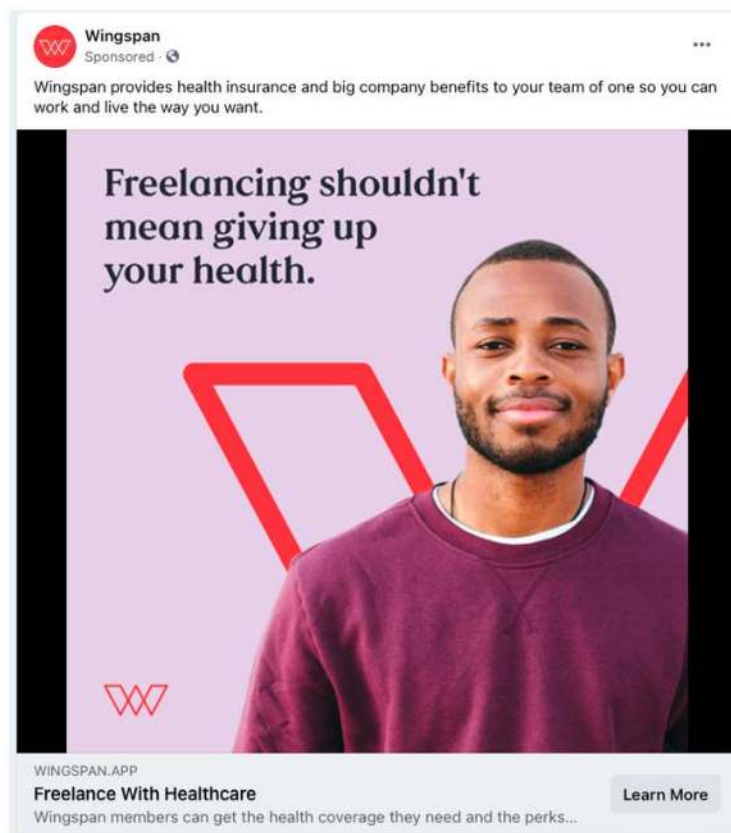 Wingspan
Sponsored ·
Wingspan provides health insurance and big company benefits to your team of one so you can
work and live the way you want.
Freelancing shouldn't
mean giving up
your health.
WINGSPAN.APP
Freelance With Healthcare
Learn More
Wingspan members can get the health coverage they need and the perks...